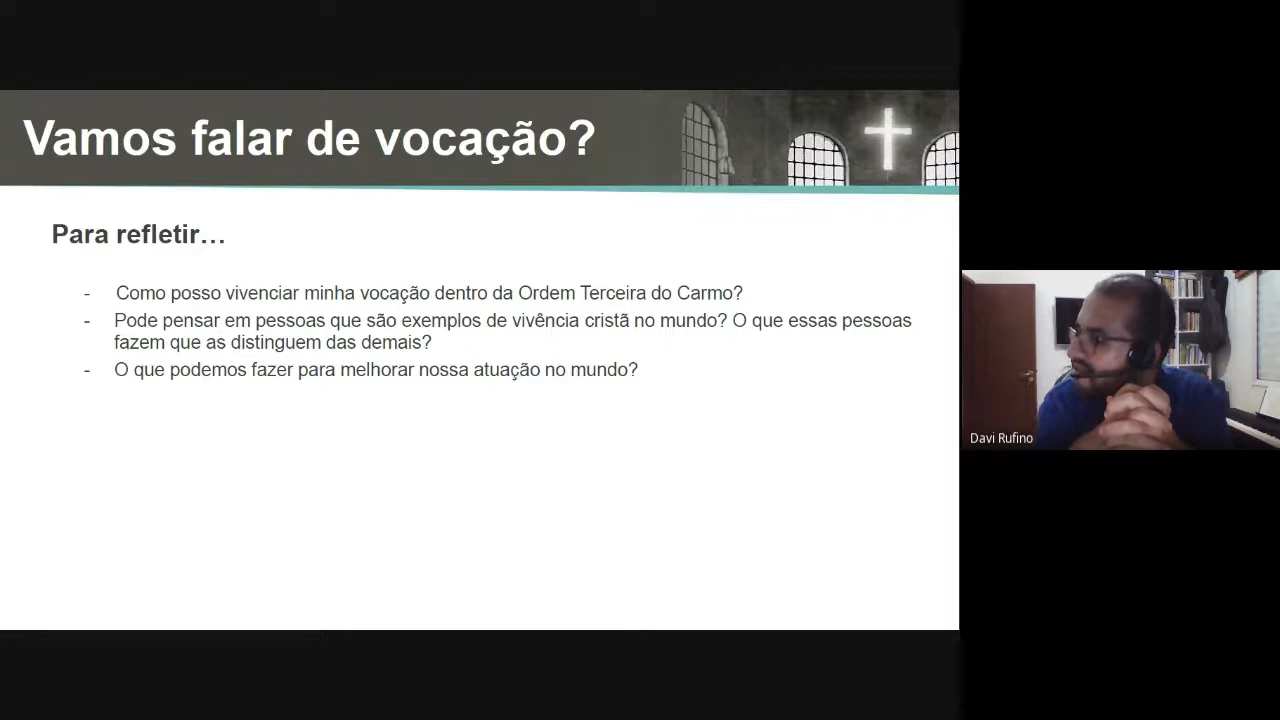 Vamos falar de vocação?
Para refletir…
- Como posso vivenciar minha vocação dentro da Ordem Terceira do Carmo?
- Pode pensar em pessoas que são exemplos de vivência cristã no mundo? O que essas pessoas
fazem que as distinguem das demais?
- O que podemos fazer para melhorar nossa atuação no mundo?
Davi Rufino